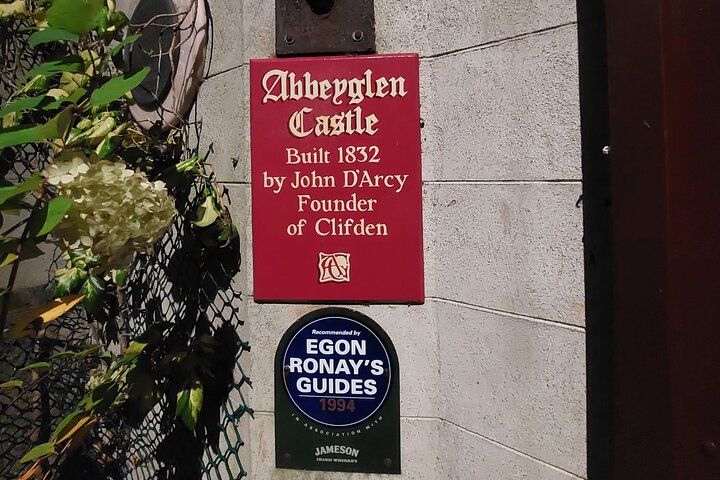 Abbeyglen
Castle
Built 1832
by John D'Arcy
Founder
of Clifden
AC
Recommended by
EGON
RONAY'S
GUIDES
1994
IN ASSOCIATION WITH
JAMESON
IRISH WHISKEY